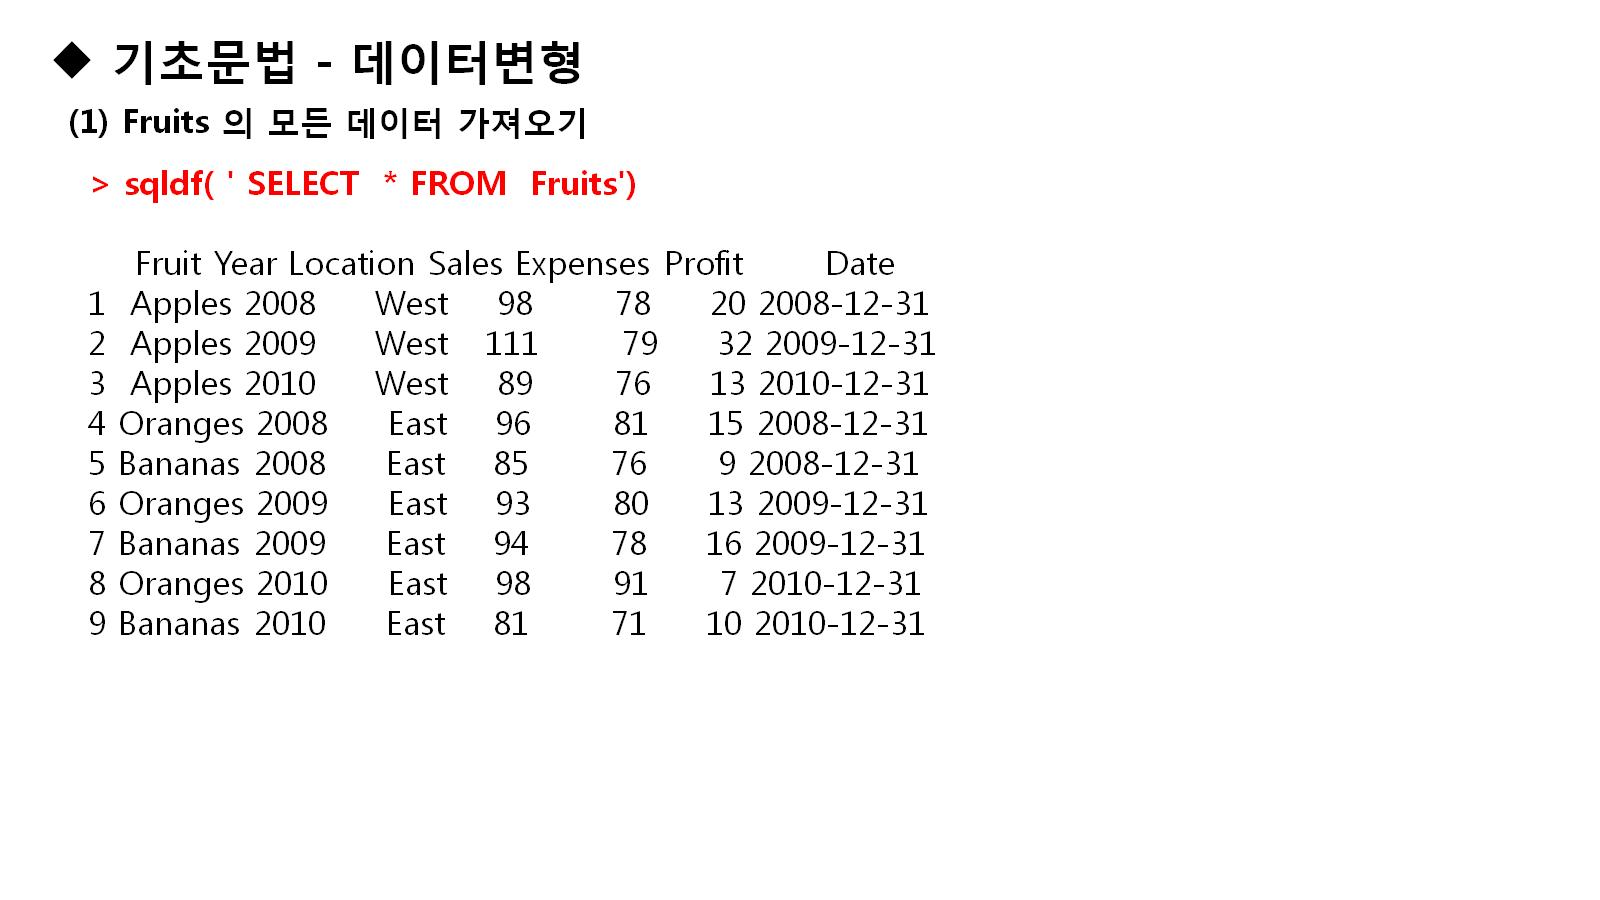 ◆ 기초문법 - 데이터변형
(1) Fruits 의 모든 데이터 가져오기
> sqldf( ' SELECT * FROM Fruits')
Fruit Year Location Sales Expenses Profit Date
1 Apples 2008 West 98 78 20 2008-12-31
2 Apples 2009 West 111 79 32 2009-12-31
3 Apples 2010 West 89 76 13 2010-12-31
4 Oranges 2008 East 96 81 15 2008-12-31
5 Bananas 2008 East 85 76 9 2008-12-31
6 Oranges 2009 East 93 80 13 2009-12-31
7 Bananas 2009 East 94 78 16 2009-12-31
8 Oranges 2010 East 98 91 7 2010-12-31
9 Bananas 2010 East 81 71 10 2010-12-31